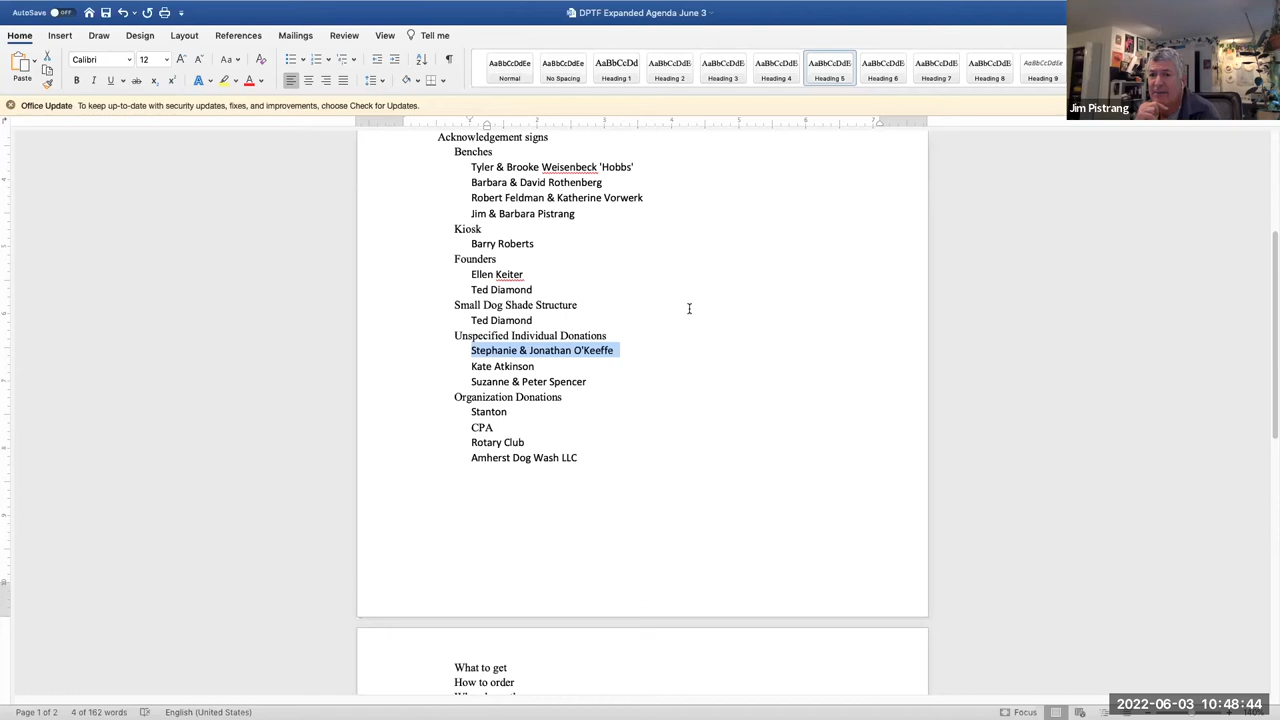 AutoSave OFF
DPTF Expanded Agenda June 3
Home Insert Draw Design Layout References Mailings Review View Tell me
Paste
Calibri 12
AaBbCcDdEe Normal
AaBbCcDdEe No Spacing
AaBbCcDd Heading 1
AaBbCcDdEe Heading 2
AaBbCcDdE Heading 3
AaBbCcDdEe Heading 4
AaBbCcDdE Heading 5
AaBbCcDdEe Heading 6
AaBbCcDdEe Heading 7
AaBbCcDdE Heading 8
AaBbCcDdEe Heading 9
Jim Pistrang
Office Update To keep up-to-date with security updates, fixes, and improvements, choose Check for Updates.
Acknowledgement signs
Benches
Tyler & Brooke Weisenbeck 'Hobbs'
Barbara & David Rothenberg
Robert Feldman & Katherine Vorwerk
Jim & Barbara Pistrang
Kiosk
Barry Roberts
Founders
Ellen Keiter
Ted Diamond
Small Dog Shade Structure
Ted Diamond
Unspecified Individual Donations
Stephanie & Jonathan O'Keeffe
Kate Atkinson
Suzanne & Peter Spencer
Organization Donations
Stanton
CPA
Rotary Club
Amherst Dog Wash LLC
What to get
How to order
Page 1 of 2 4 of 162 words English (United States) Focus
2022-06-03 10:48:44